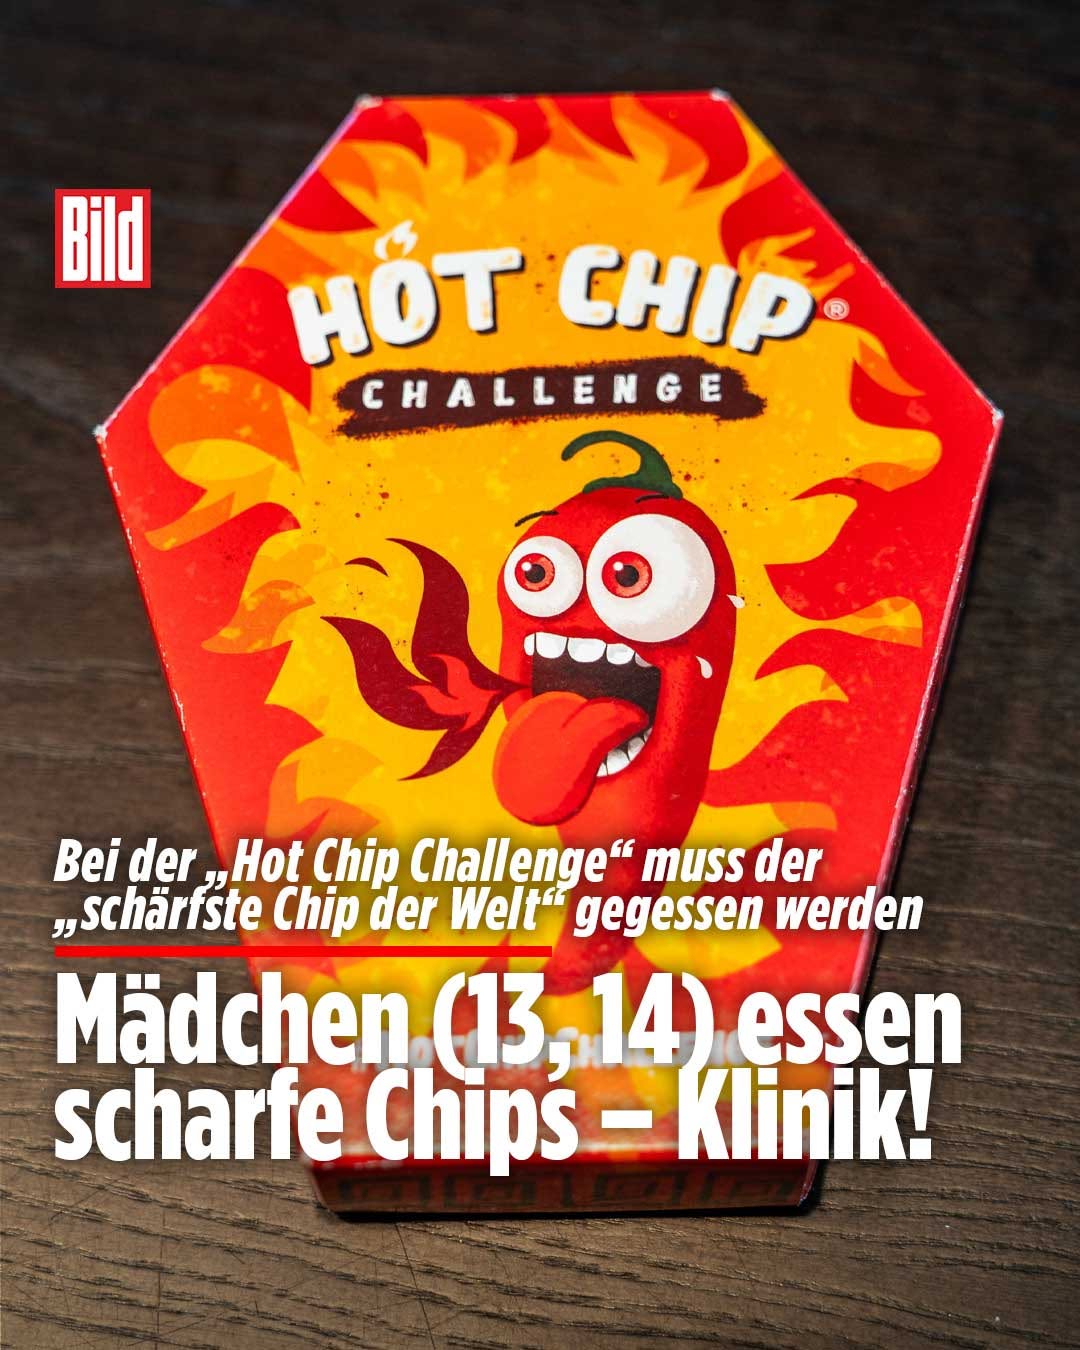 Bild
HOT CHIP®
CHALLENGE
Bei der „Hot Chip Challenge“ muss der
„schärfste Chip der Welt“ gegessen werden
Mädchen (13, 14) essen
scharfe Chips – Klinik!